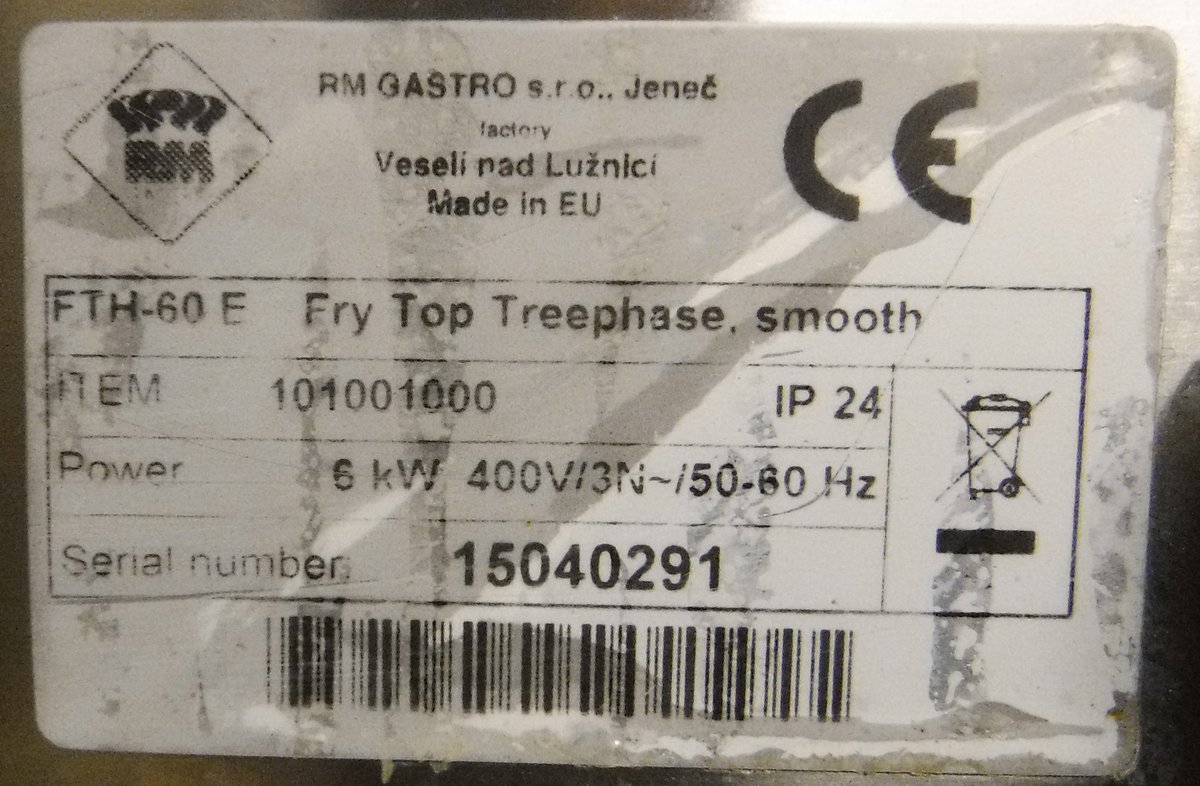 RM
RM GASTRO s.r.o., Jeneč
factory
Veselí nad Lužnicí
Made in EU
CE
FTH-60 E Fry Top Treephase, smooth
ITEM 101001000 IP 24
Power 6 kW 400V/3N~/50-60 Hz
Serial number: 15040291